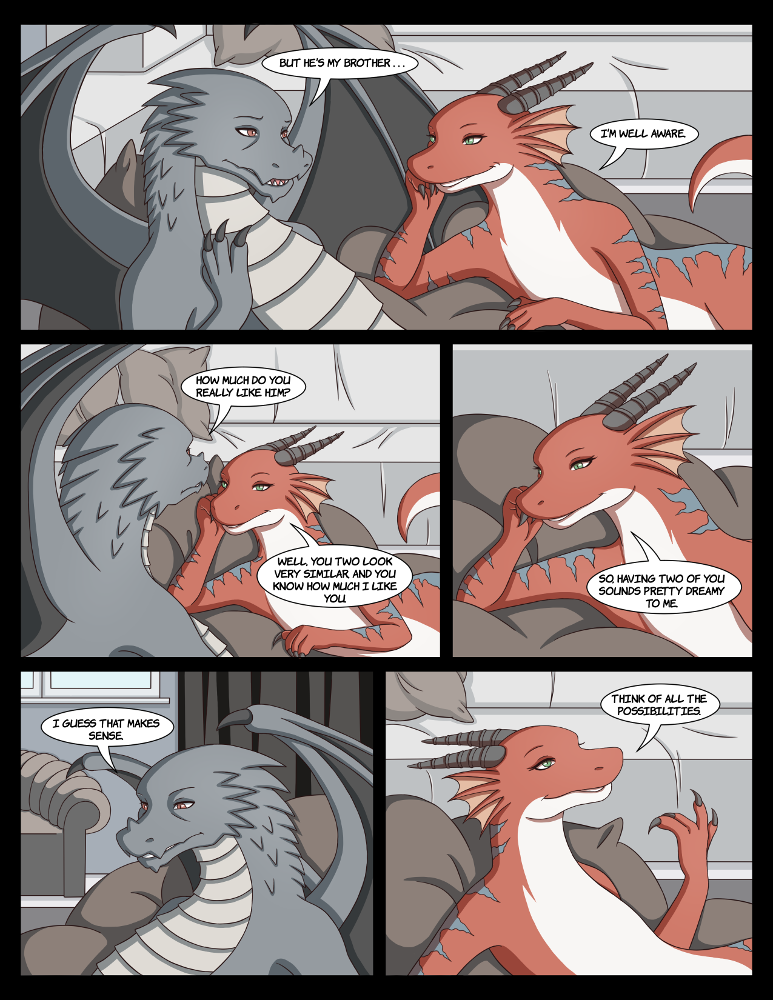 BUT HE'S MY BROTHER . . .
I'M WELL AWARE.
HOW MUCH DO YOU
REALLY LIKE HIM?
WELL, YOU TWO LOOK
VERY SIMILAR AND YOU
KNOW HOW MUCH I LIKE
YOU.
SO, HAVING TWO OF YOU
SOUNDS PRETTY DREAMY
TO ME.
I GUESS THAT MAKES
SENSE.
THINK OF ALL THE
POSSIBILITIES.